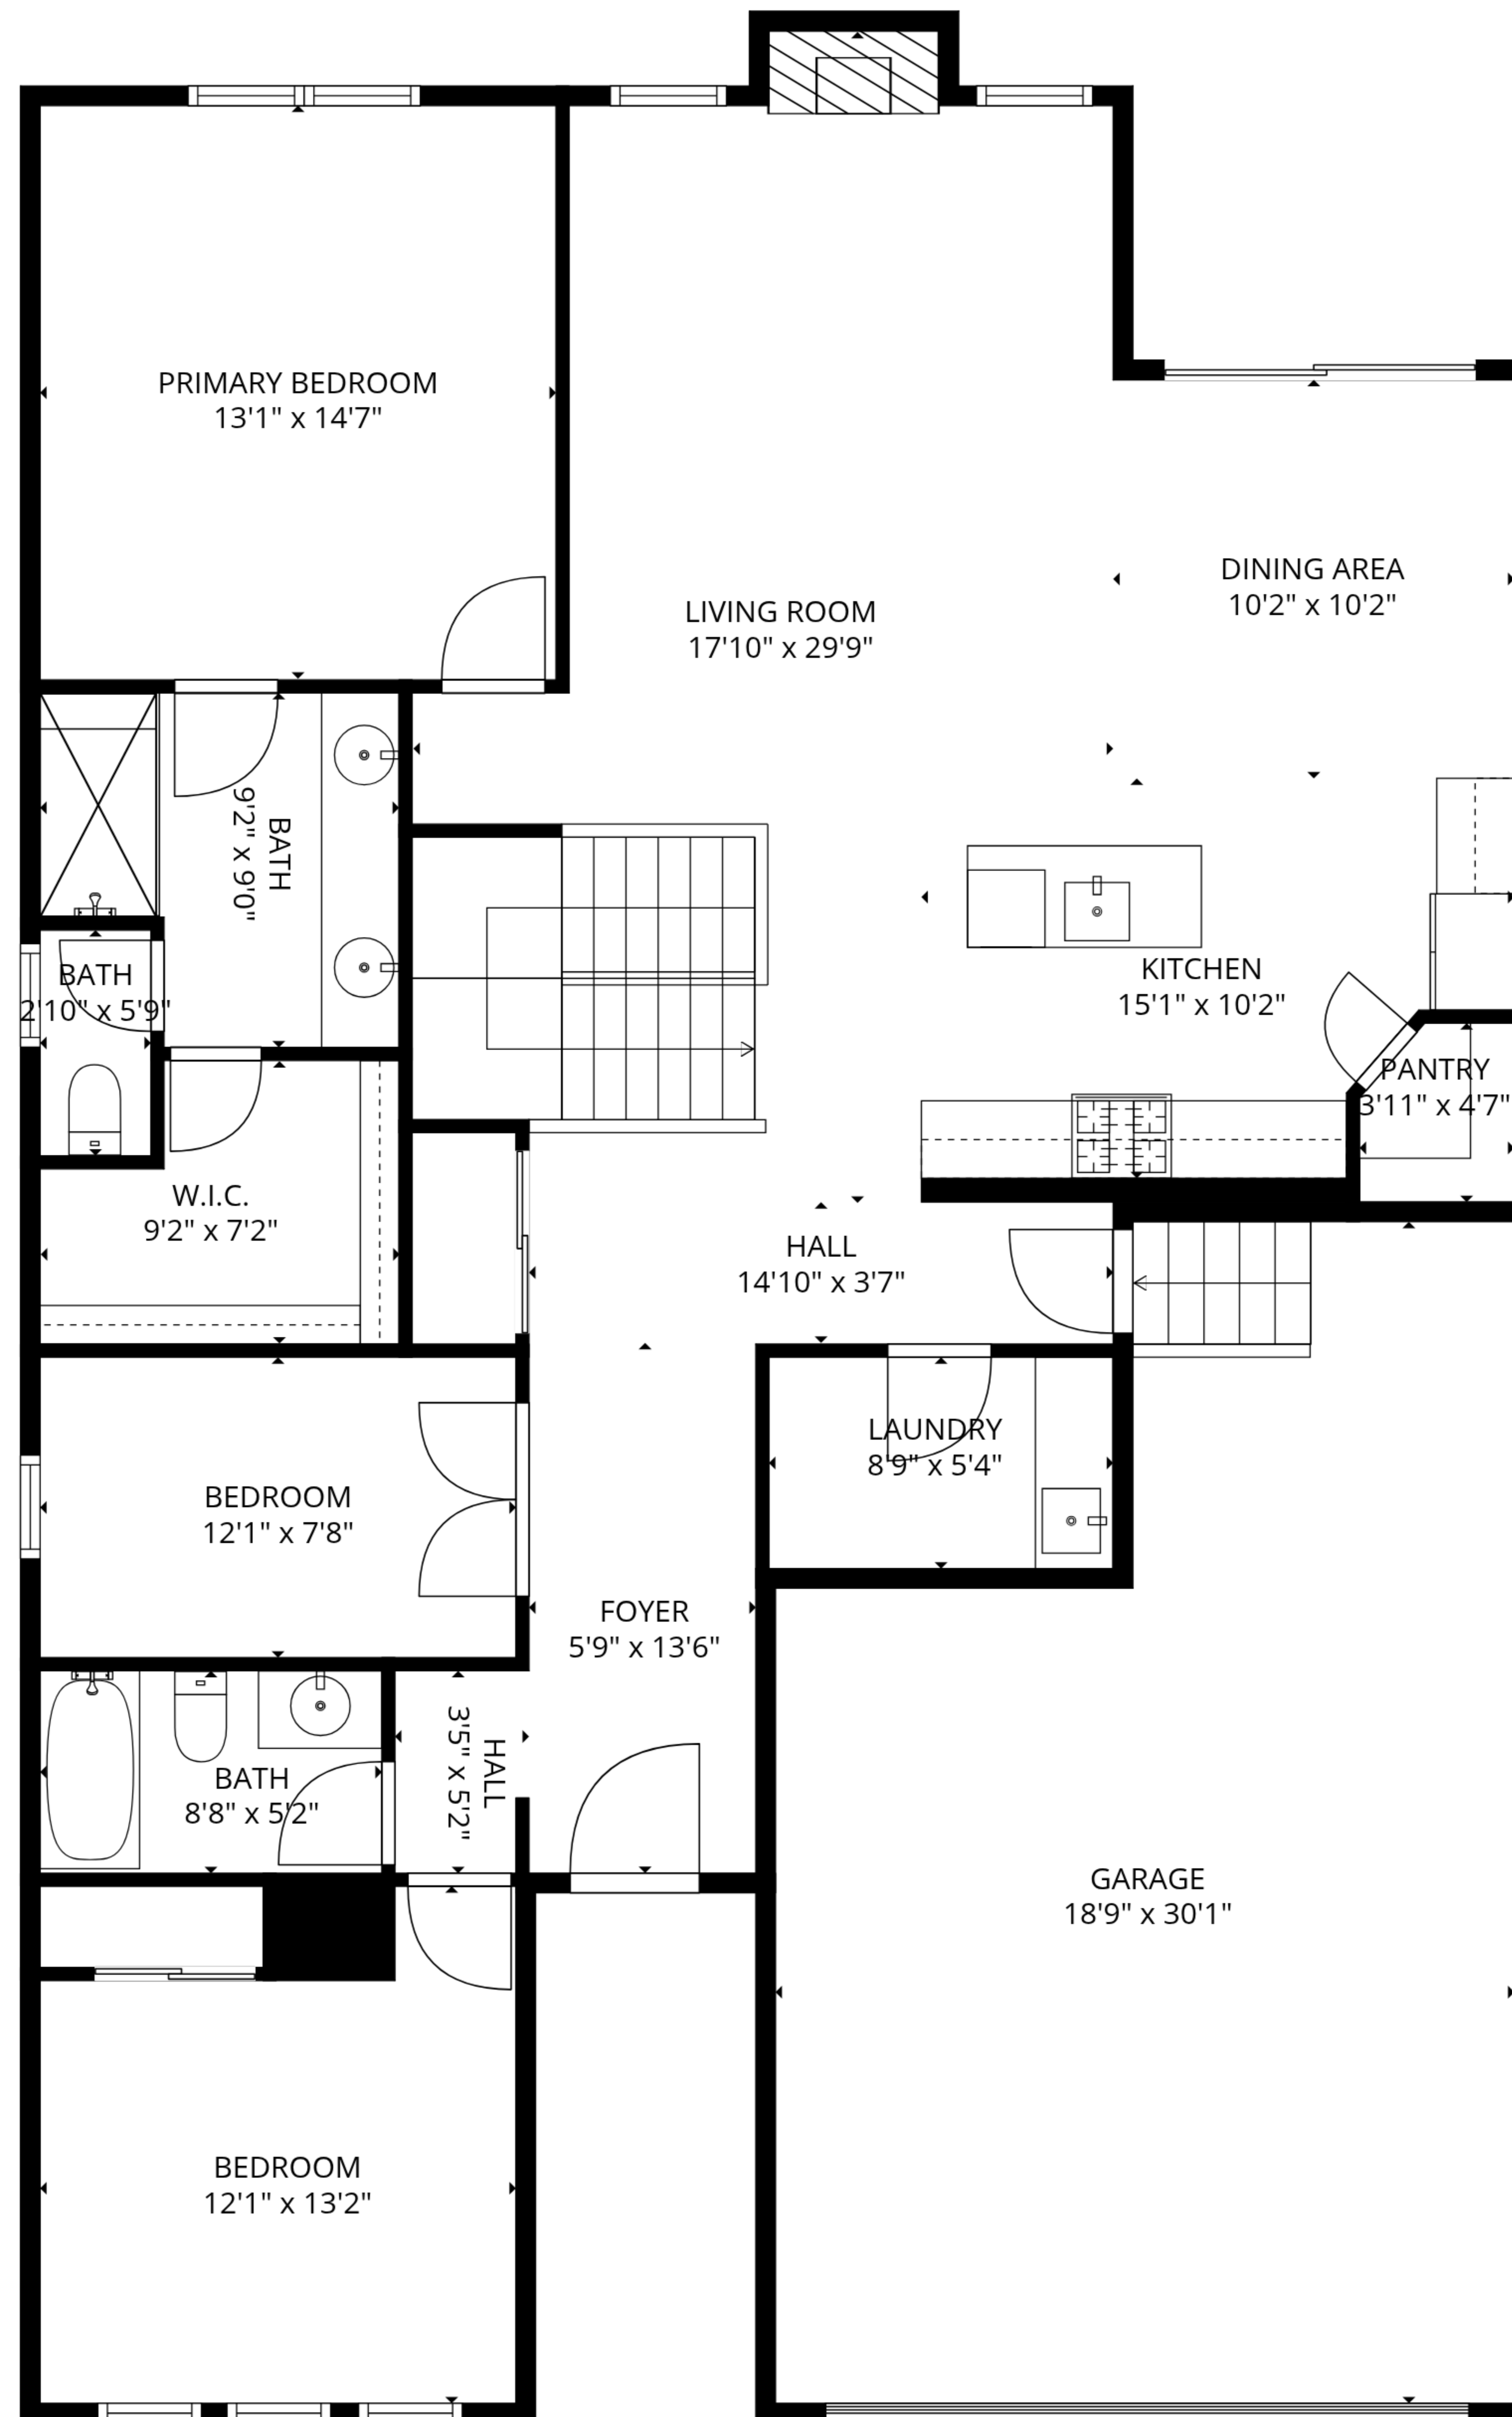 PRIMARY BEDROOM
13'1" x 14'7"
DINING AREA
10'2" x 10'2"
LIVING ROOM
17'10" x 29'9"
BATH
9'2" x 9'0"
BATH
2'10" x 5'9"
KITCHEN
15'1" x 10'2"
PANTRY
3'11" x 4'7"
W.I.C.
9'2" x 7'2"
HALL
14'10" x 3'7"
LAUNDRY
8'9" x 5'4"
BEDROOM
12'1" x 7'8"
FOYER
5'9" x 13'6"
HALL
3'5" x 5'2"
BATH
8'8" x 5'2"
GARAGE
18'9" x 30'1"
BEDROOM
12'1" x 13'2"